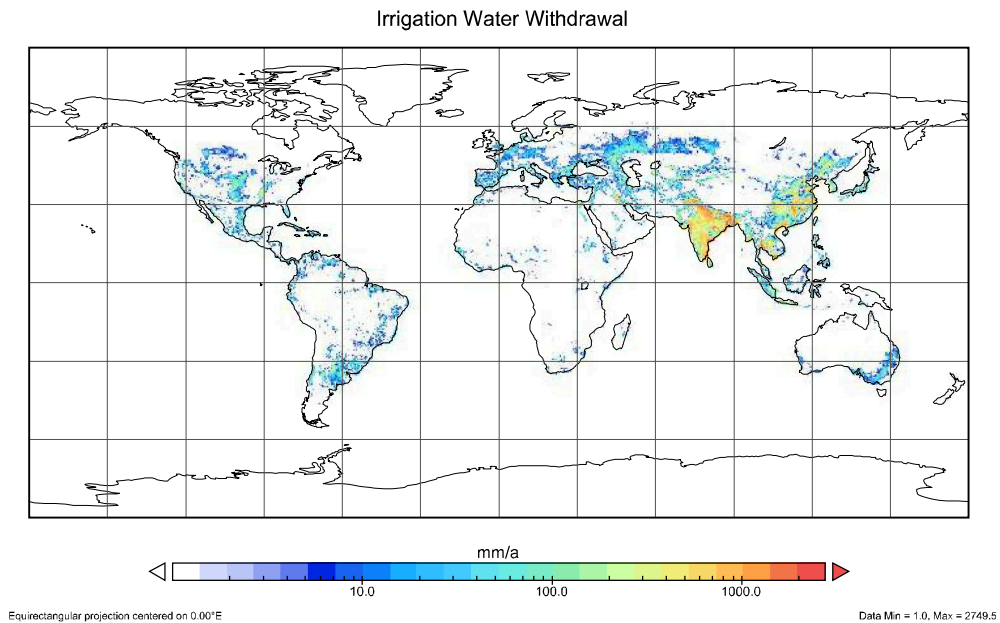 Irrigation Water Withdrawal
mm/a
10.0 100.0 1000.0
Equirectangular projection centered on 0.00°E Data Min = 1.0, Max = 2749.5